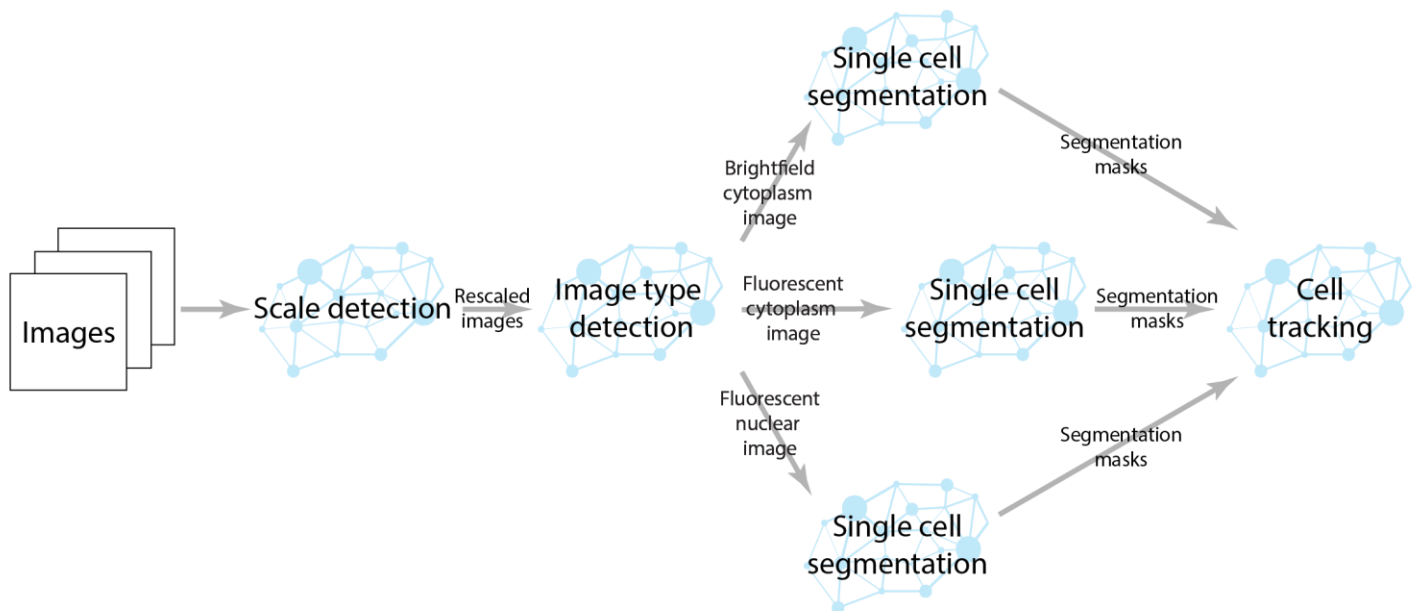 Images
Scale detection
Rescaled
images
Image type
detection
Brightfield
cytoplasm
image
Single cell
segmentation
Segmentation
masks
Fluorescent
cytoplasm
image
Single cell
segmentation
Segmentation
masks
Fluorescent
nuclear
image
Single cell
segmentation
Segmentation
masks
Cell
tracking